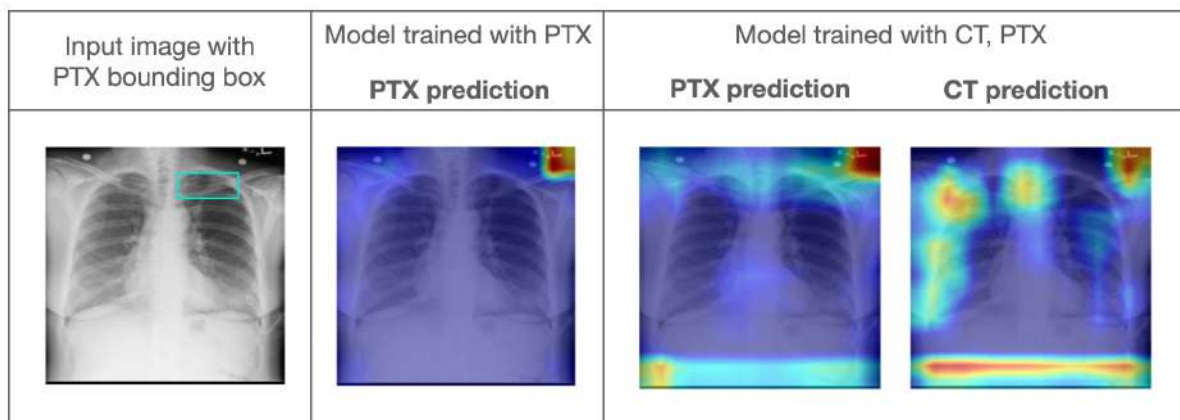 Input image with
PTX bounding box
Model trained with PTX
PTX prediction
Model trained with CT, PTX
PTX prediction
CT prediction